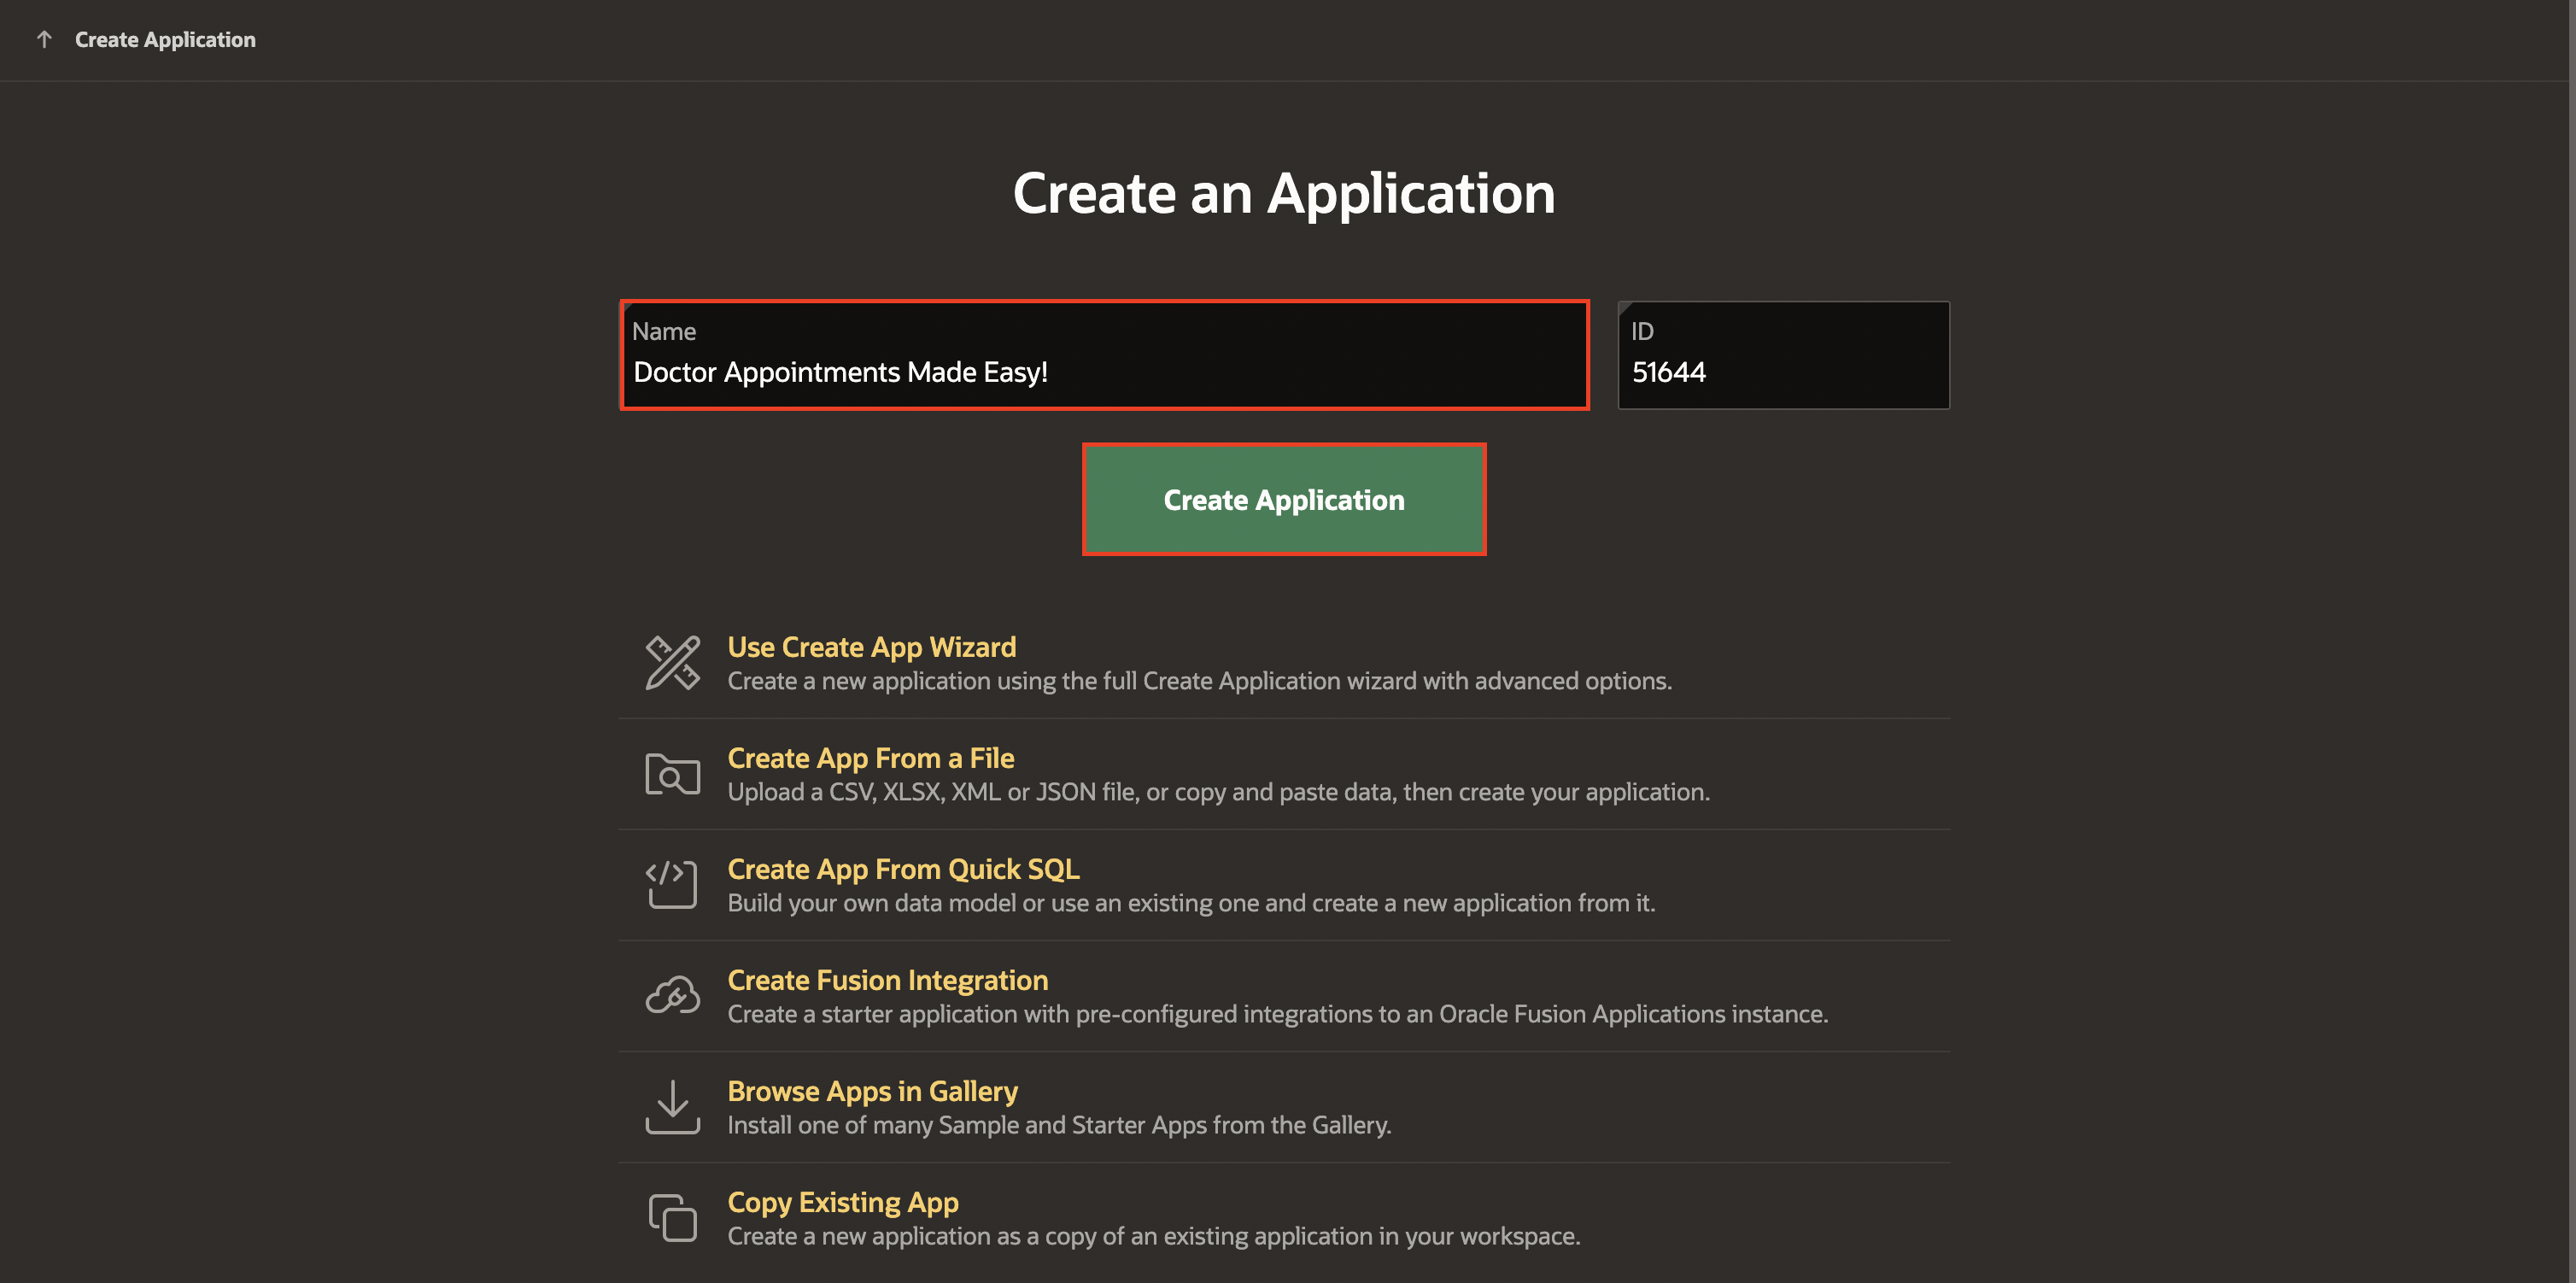 Create Application
Create an Application
Name
Doctor Appointments Made Easy!
ID
51644
Create Application
Use Create App Wizard
Create a new application using the full Create Application wizard with advanced options.
Create App From a File
Upload a CSV, XLSX, XML or JSON file, or copy and paste data, then create your application.
Create App From Quick SQL
Build your own data model or use an existing one and create a new application from it.
Create Fusion Integration
Create a starter application with pre-configured integrations to an Oracle Fusion Applications instance.
Browse Apps in Gallery
Install one of many Sample and Starter Apps from the Gallery.
Copy Existing App
Create a new application as a copy of an existing application in your workspace.